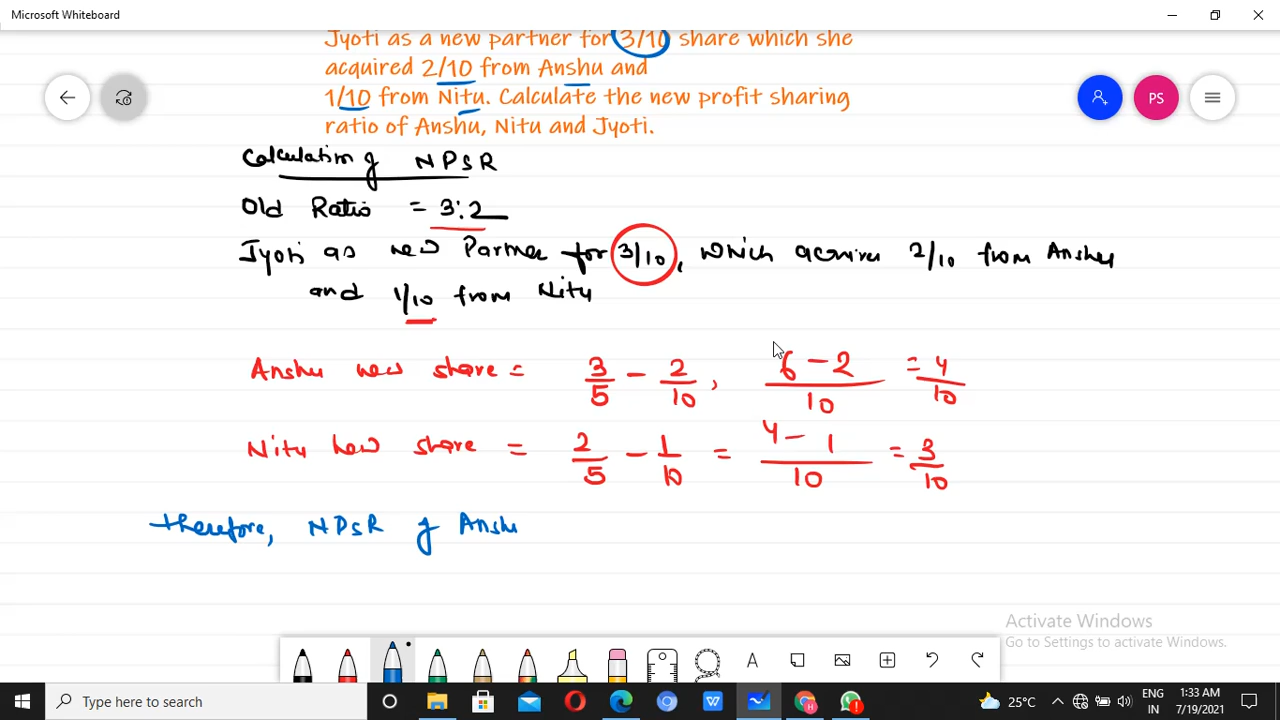 Microsoft Whiteboard
Jyoti as a new partner for 3/10 share which she
acquired 2/10 from Anshu and
1/10 from Nitu. Calculate the new profit sharing
ratio of Anshu, Nitu and Jyoti.
PS
Calculation of NPSR
Old Ratio = 3:2
Jyoti as new Partner for 3/10, which acquires 2/10 from Anshu
and 1/10 from Nitu
Anshu new share = 3/5 - 2/10, 6-2/10 = 4/10
Nitu new share = 2/5 - 1/10 = 4-1/10 = 3/10
therefore, NPSR of Anshu
Activate Windows
Go to Settings to activate Windows.
A
Type here to search
W
25°C
ENG
IN
1:33 AM
7/19/2021